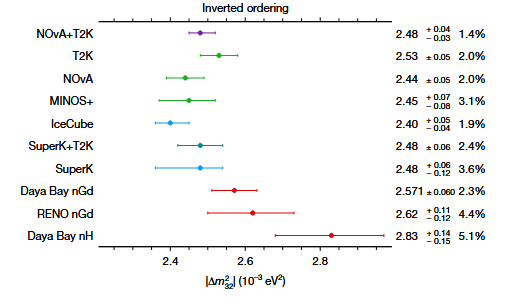 Inverted ordering
NOvA+T2K 2.48 + 0.04 − 0.03 1.4%
T2K 2.53 ± 05 2.0%
NOvA 2.44 ± 05 2.0%
MINOS+ 2.45 + 0.07 − 0.08 3.1%
IceCube 2.40 + 0.05 − 0.04 1.9%
SuperK+T2K 2.48 ± 06 2.4%
SuperK 2.48 + 0.06 − 0.12 3.6%
Daya Bay nGd 2.571 ± 0.060 2.3%
RENO nGd 2.62 + 0.11 − 0.12 4.4%
Daya Bay nH 2.83 + 0.14 − 0.15 5.1%
2.4 2.6 2.8
|Δm²₃₂| (10⁻³ eV²)